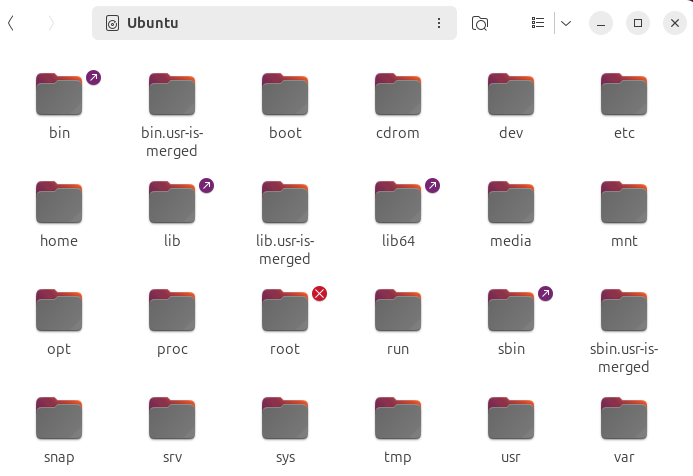 Ubuntu
bin
bin.usr-is-
merged
boot
cdrom
dev
etc
home
lib
lib.usr-is-
merged
lib64
media
mnt
opt
proc
root
run
sbin
sbin.usr-is-
merged
snap
srv
sys
tmp
usr
var